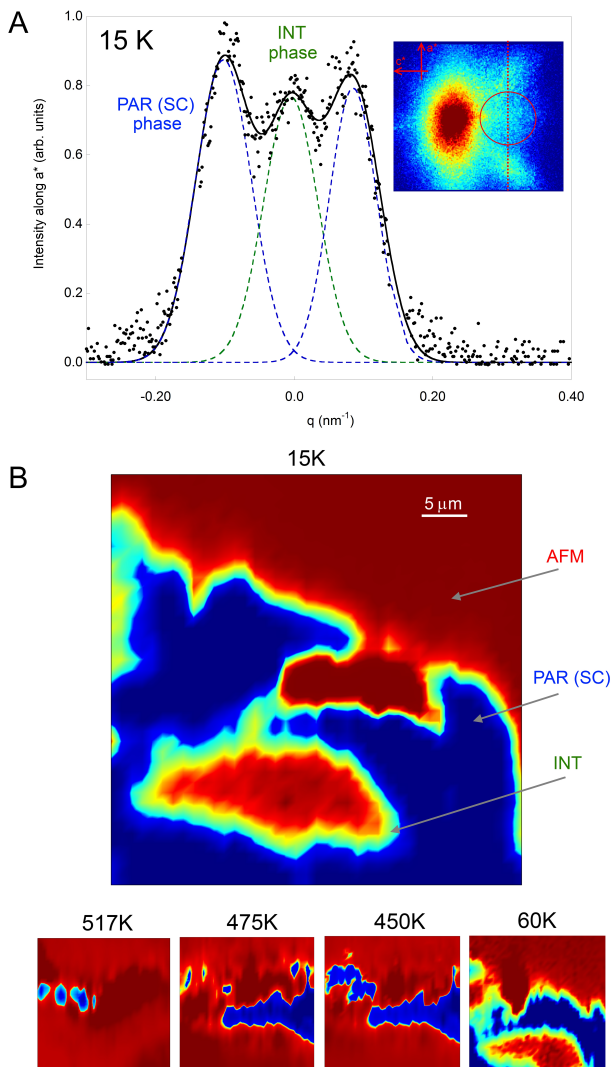 A
15 K
INT
phase
PAR (SC)
phase
a*
c*
Intensity along a* (arb. units)
1.0
0.8
0.6
0.4
0.2
0.0
-0.20
0.0
0.20
0.40
q (nm⁻¹)
B
15K
5 μm
AFM
PAR (SC)
INT
517K
475K
450K
60K